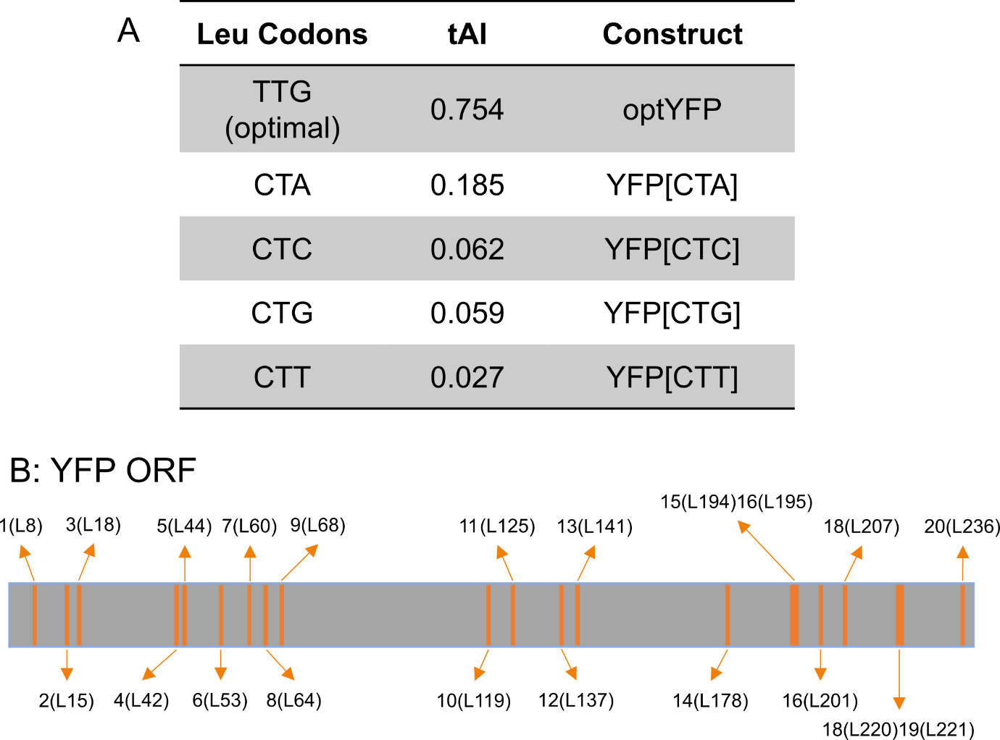 A
Leu Codons tAI Construct
TTG
(optimal) 0.754 optYFP
CTA 0.185 YFP[CTA]
CTC 0.062 YFP[CTC]
CTG 0.059 YFP[CTG]
CTT 0.027 YFP[CTT]
B: YFP ORF
15(L194)16(L195)
1(L8) 3(L18) 5(L44) 7(L60) 9(L68) 11(L125) 13(L141) 18(L207) 20(L236)
2(L15) 4(L42) 6(L53) 8(L64) 10(L119) 12(L137) 14(L178) 16(L201)
18(L220)19(L221)